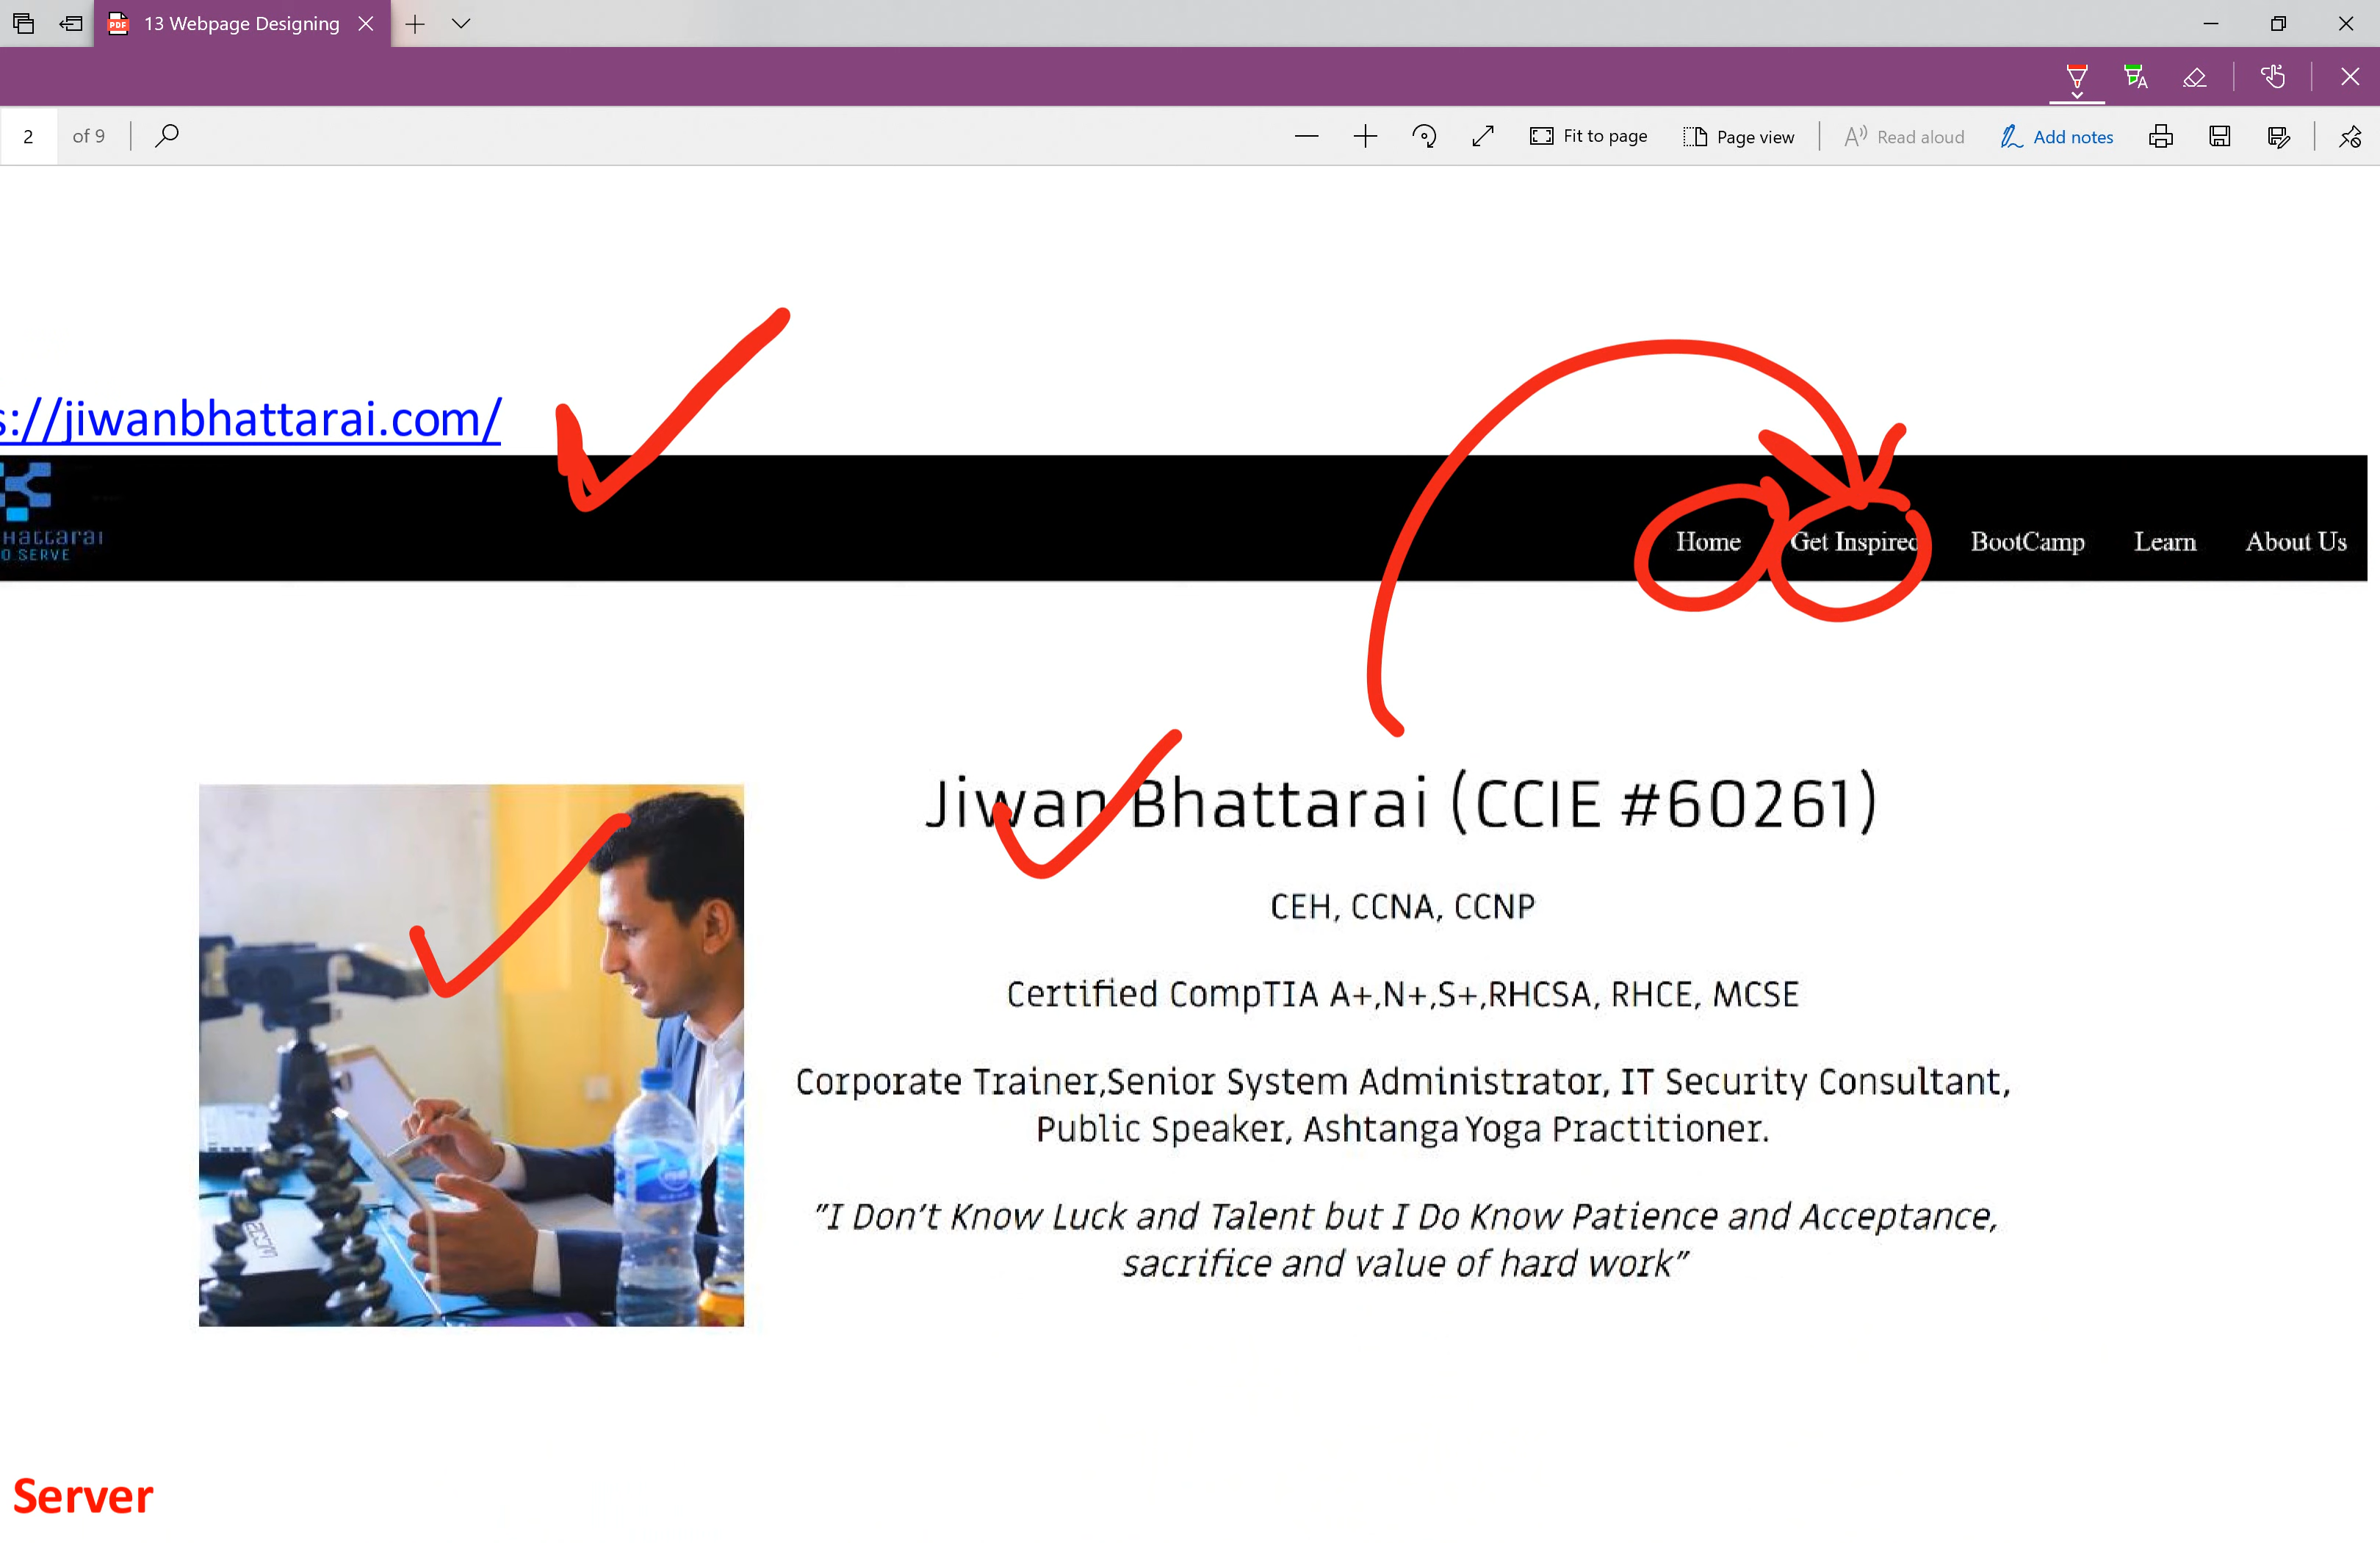 13 Webpage Designing
2 of 9
Fit to page
Page view
Read aloud
Add notes
s://jiwanbhattarai.com/
Hattarai
O SERVE
Home Get Inspired BootCamp Learn About Us
Jiwan Bhattarai (CCIE #60261)
CEH, CCNA, CCNP
Certified CompTIA A+,N+,S+,RHCSA, RHCE, MCSE
Corporate Trainer,Senior System Administrator, IT Security Consultant,
Public Speaker, Ashtanga Yoga Practitioner.
"I Don't Know Luck and Talent but I Do Know Patience and Acceptance,
sacrifice and value of hard work"
Server